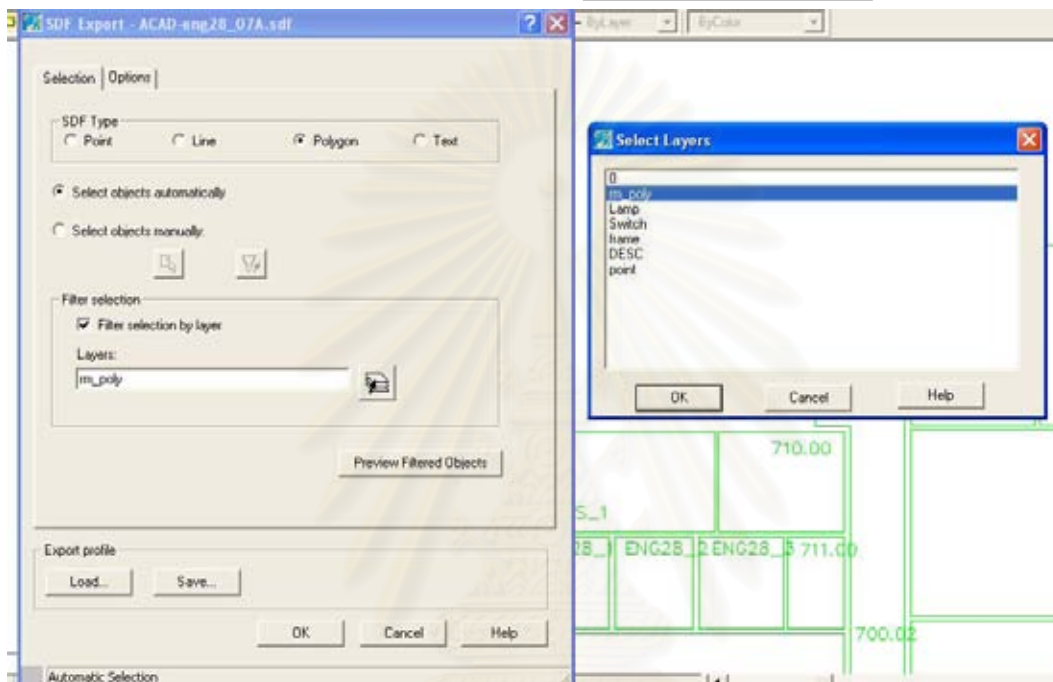 SDF Export - ACAD-eng28_07A.sdf
ByLayer
ByColor
Selection
Options
SDF Type
Point
Line
Polygon
Text
Select objects automatically
Select objects manually:
Filter selection
Filter selection by layer
Layers:
rm_poly
Preview Filtered Objects
Export profile
Load...
Save...
OK
Cancel
Help
Automatic Selection
Select Layers
0
rm_poly
Lamp
Switch
frame
DESC
point
OK
Cancel
Help
710.00
S_1
28_1
ENG28_2
ENG28_3
711.00
700.02